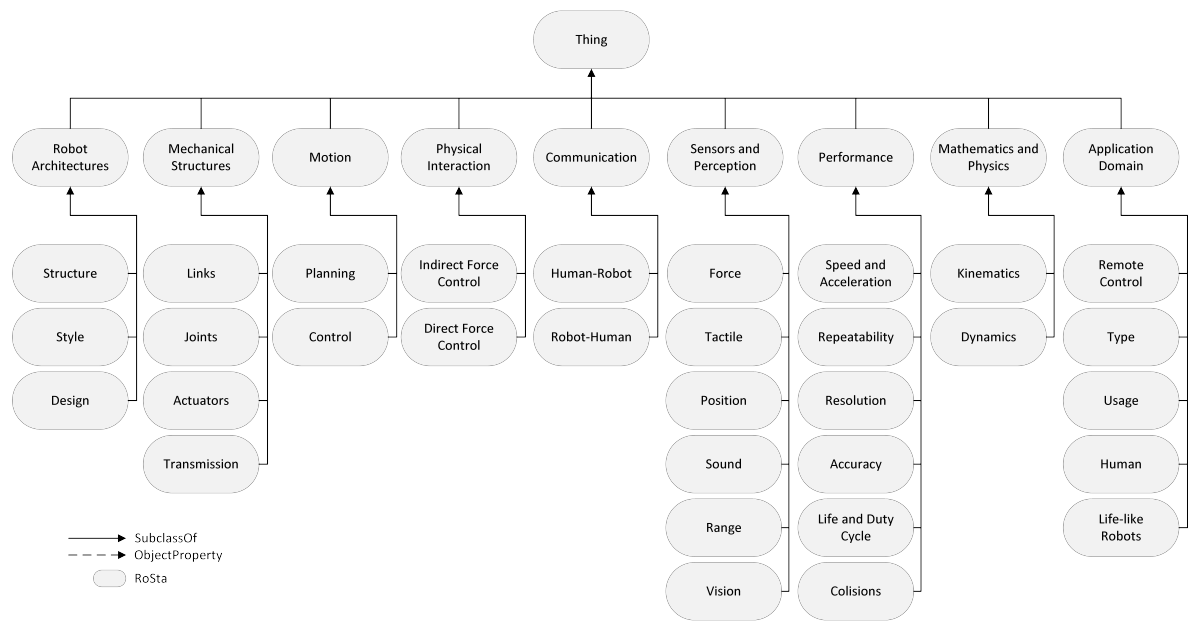 Thing
Robot
Architectures
Mechanical
Structures
Motion
Physical
Interaction
Communication
Sensors and
Perception
Performance
Mathematics and
Physics
Application
Domain
Structure
Style
Design
Links
Joints
Actuators
Transmission
Planning
Control
Indirect Force
Control
Direct Force
Control
Human-Robot
Robot-Human
Force
Tactile
Position
Sound
Range
Vision
Speed and
Acceleration
Repeatability
Resolution
Accuracy
Life and Duty
Cycle
Colisions
Kinematics
Dynamics
Remote
Control
Type
Usage
Human
Life-like
Robots
SubclassOf
ObjectProperty
RoSta